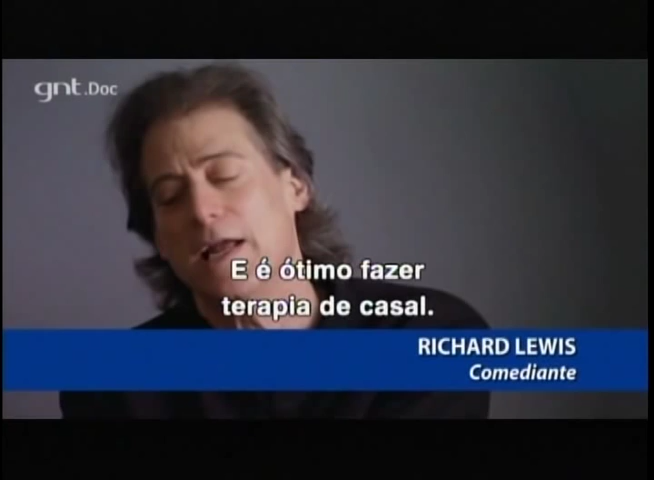 gnt.Doc
E é ótimo fazer
terapia de casal.
RICHARD LEWIS
Comediante